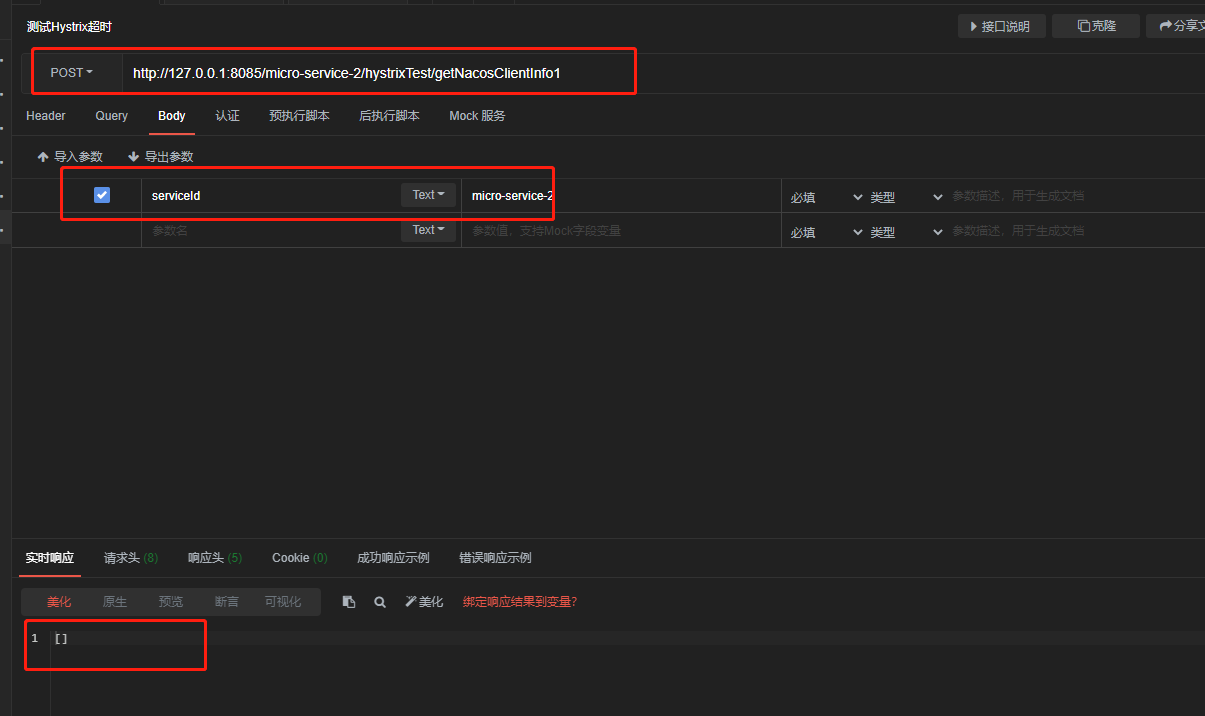 测试Hystrix超时
接口说明 克隆 分享文
POST http://127.0.0.1:8085/micro-service-2/hystrixTest/getNacosClientInfo1
Header Query Body 认证 预执行脚本 后执行脚本 Mock 服务
导入参数 导出参数
serviceId Text micro-service-2 必填 类型 参数描述，用于生成文档
参数名 Text 参数值，支持Mock字段变量 必填 类型 参数描述，用于生成文档
实时响应 请求头 (8) 响应头 (5) Cookie (0) 成功响应示例 错误响应示例
美化 原生 预览 断言 可视化 美化 绑定响应结果到变量?
1 []